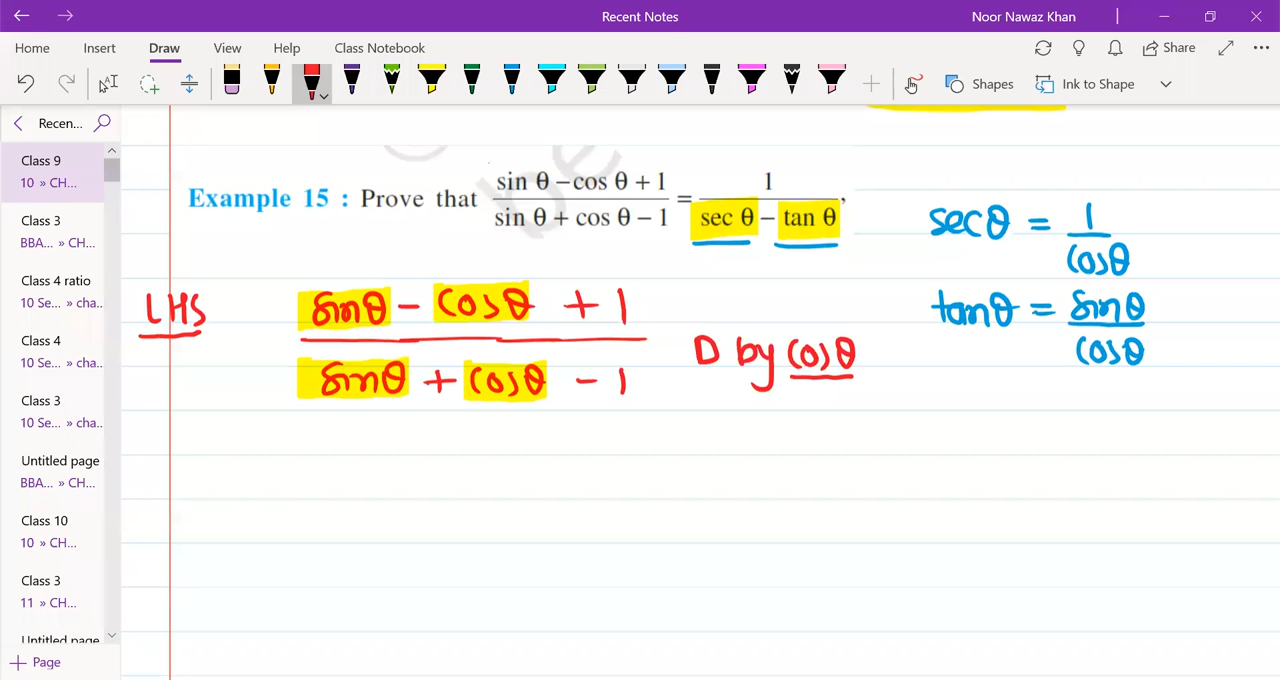 Recent Notes
Noor Nawaz Khan
Home Insert Draw View Help Class Notebook
Share
Shapes
Ink to Shape
Recen...
Class 9
10 » CH...
Class 3
BBA... » CH...
Class 4 ratio
10 Se... » cha..
Class 4
10 Se... » cha..
Class 3
10 Se... » cha..
Untitled page
BBA... » CH...
Class 10
10 » CH...
Class 3
11 » CH...
Untitled page
+ Page
be
Example 15 : Prove that (sin θ – cos θ + 1)/(sin θ + cos θ – 1) = 1/(sec θ – tan θ),
LHS
sinθ - cosθ + 1
sinθ + cosθ - 1
D by cosθ
secθ = 1/cosθ
tanθ = sinθ/cosθ